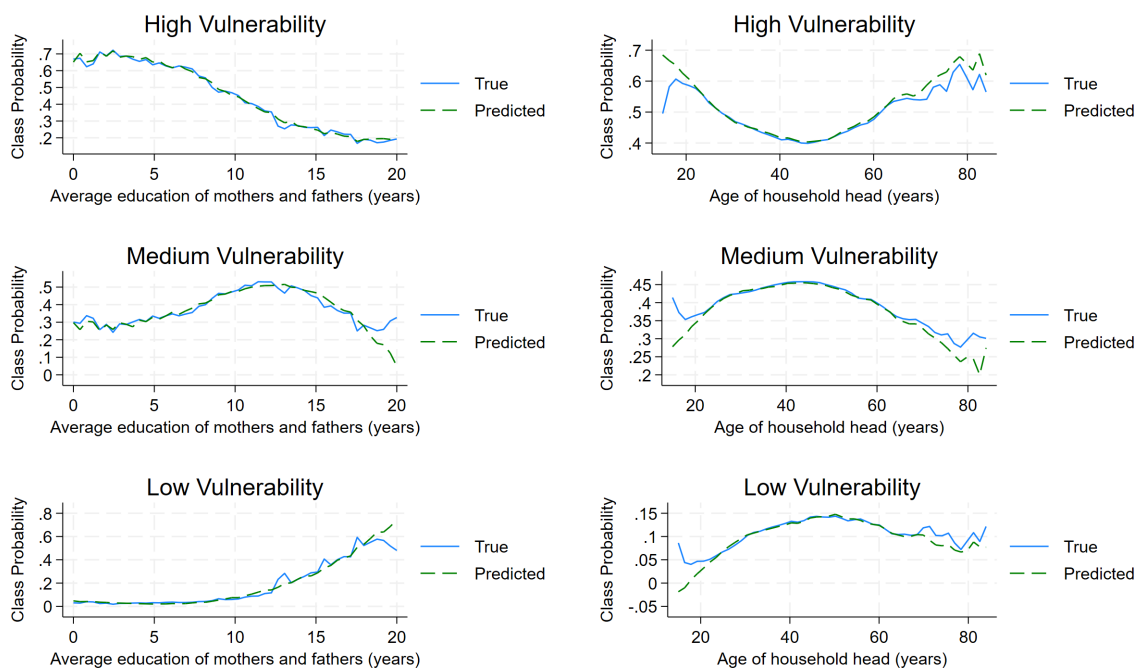 High Vulnerability
Class Probability
.7
.6
.5
.4
.3
.2
0 5 10 15 20
Average education of mothers and fathers (years)
True
Predicted
High Vulnerability
Class Probability
.7
.6
.5
.4
20 40 60 80
Age of household head (years)
True
Predicted
Medium Vulnerability
Class Probability
.5
.4
.3
.2
.1
0
0 5 10 15 20
Average education of mothers and fathers (years)
True
Predicted
Medium Vulnerability
Class Probability
.45
.4
.35
.3
.25
.2
20 40 60 80
Age of household head (years)
True
Predicted
Low Vulnerability
Class Probability
.8
.6
.4
.2
0
0 5 10 15 20
Average education of mothers and fathers (years)
True
Predicted
Low Vulnerability
Class Probability
.15
.1
.05
0
-.05
20 40 60 80
Age of household head (years)
True
Predicted